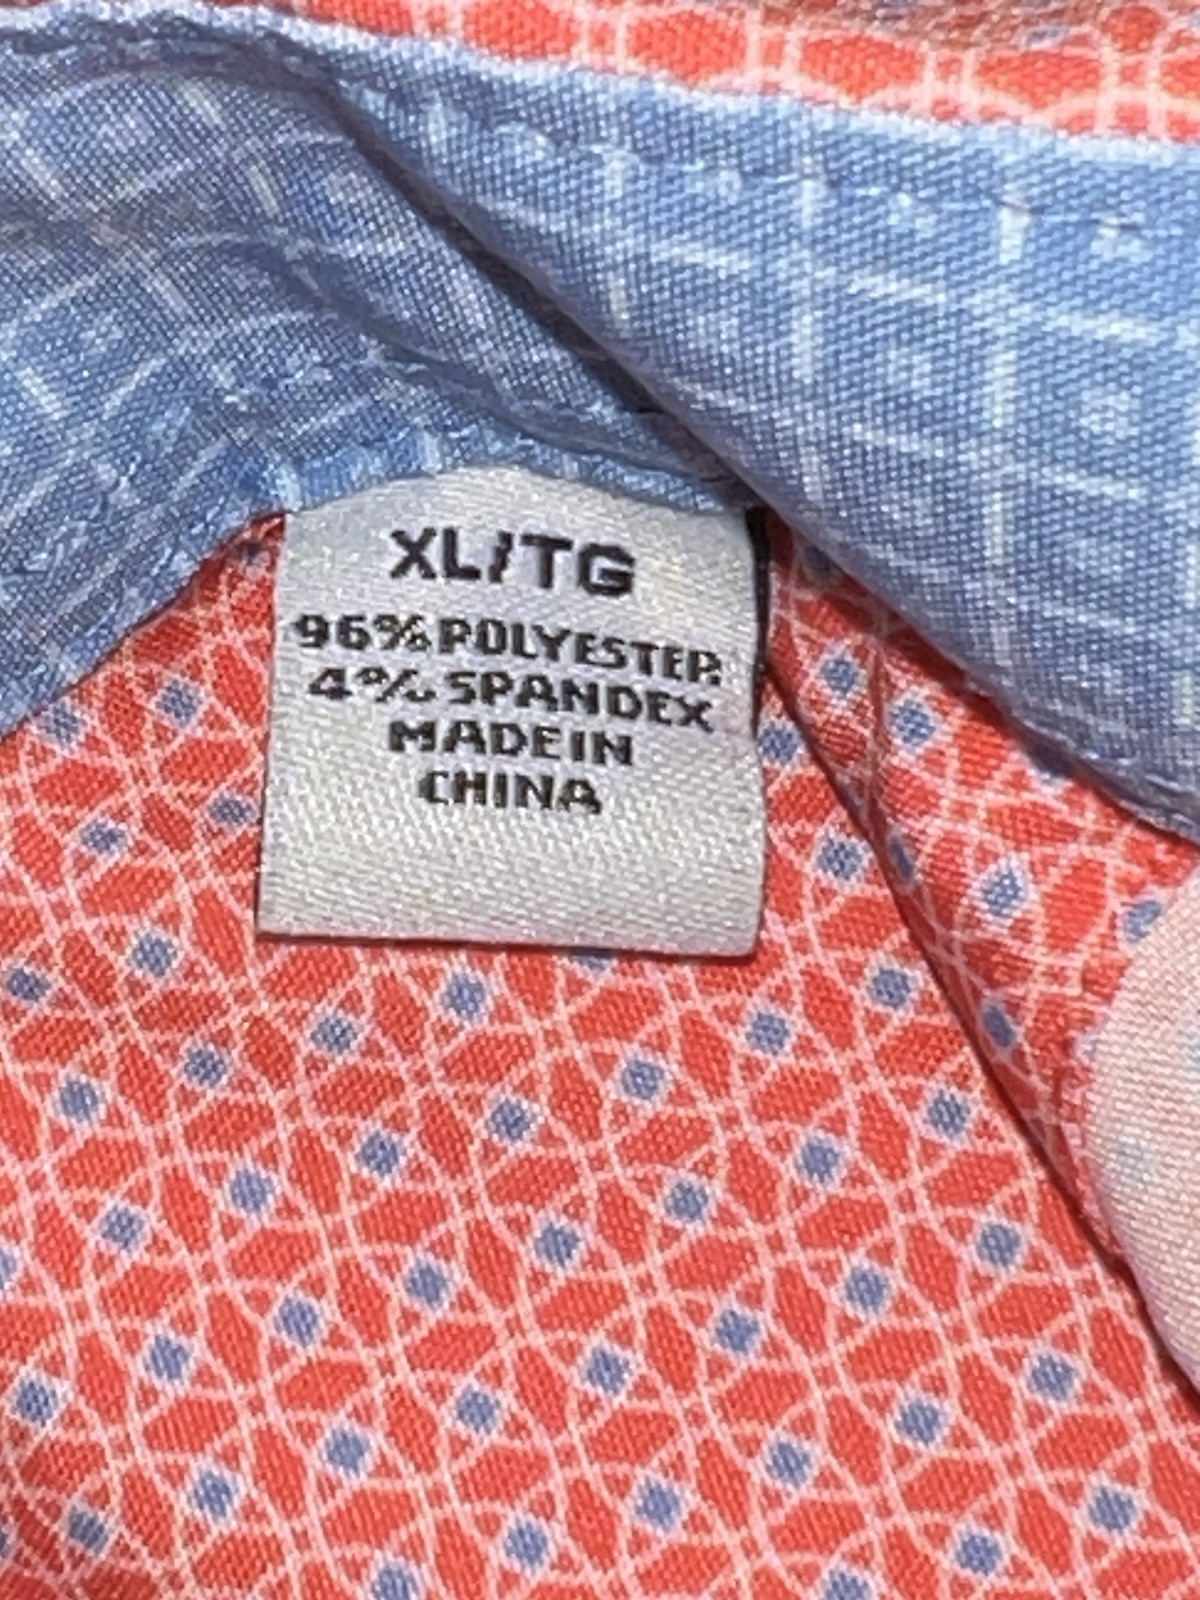 XL/TG
96% POLYESTER
4% SPANDEX
MADE IN
CHINA